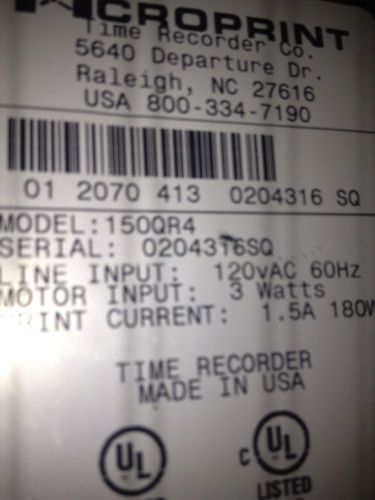 ACROPRINT
Time Recorder Co.
5640 Departure Dr.
Raleigh, NC 27616
USA 800-334-7190
01 2070 413 0204316 SQ
MODEL:150QR4
SERIAL: 0204316SQ
LINE INPUT: 120vAC 60Hz
MOTOR INPUT: 3 Watts
PRINT CURRENT: 1.5A 180W
TIME RECORDER
MADE IN USA
UL
C UL
LISTED